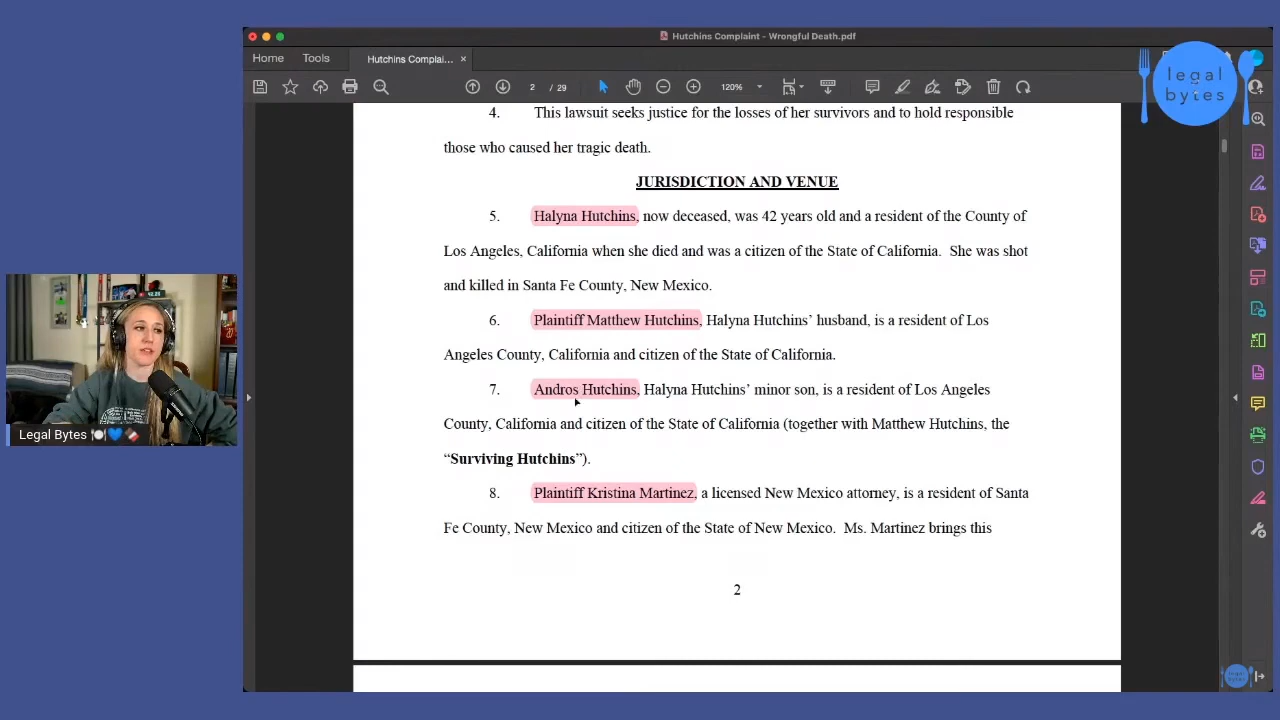 Hutchins Complaint - Wrongful Death.pdf
Home
Tools
Hutchins Complai... ×
2 / 29
120%
legal
bytes
4. This lawsuit seeks justice for the losses of her survivors and to hold responsible
those who caused her tragic death.
JURISDICTION AND VENUE
5. Halyna Hutchins, now deceased, was 42 years old and a resident of the County of
Los Angeles, California when she died and was a citizen of the State of California. She was shot
and killed in Santa Fe County, New Mexico.
6. Plaintiff Matthew Hutchins, Halyna Hutchins’ husband, is a resident of Los
Angeles County, California and citizen of the State of California.
7. Andros Hutchins, Halyna Hutchins’ minor son, is a resident of Los Angeles
County, California and citizen of the State of California (together with Matthew Hutchins, the
“Surviving Hutchins”).
8. Plaintiff Kristina Martinez, a licensed New Mexico attorney, is a resident of Santa
Fe County, New Mexico and citizen of the State of New Mexico. Ms. Martinez brings this
2
Legal Bytes 🍽️💙🍫
legal
bytes